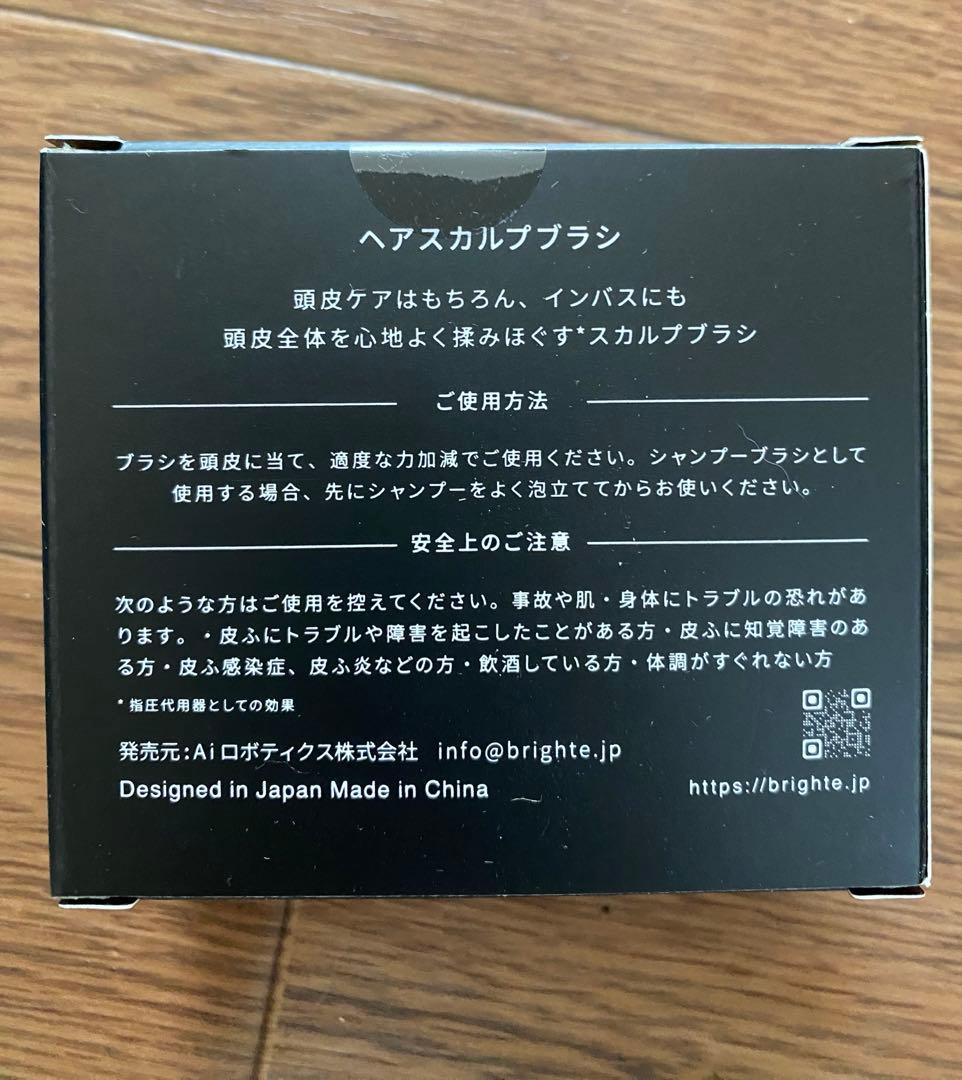 ヘアスカルプブラシ
頭皮ケアはもちろん、インバスにも
頭皮全体を心地よく揉みほぐす*スカルプブラシ
ご使用方法
ブラシを頭皮に当て、適度な力加減でご使用ください。シャンプーブラシとして
使用する場合、先にシャンプーをよく泡立ててからお使いください。
安全上のご注意
次のような方はご使用を控えてください。事故や肌・身体にトラブルの恐れがあ
ります。・皮ふにトラブルや障害を起こしたことがある方・皮ふに知覚障害のあ
る方・皮ふ感染症、皮ふ炎などの方・飲酒している方・体調がすぐれない方
*指圧代用器としての効果
発売元:Aiロボティクス株式会社 info@brighte.jp
Designed in Japan Made in China
https://brighte.jp